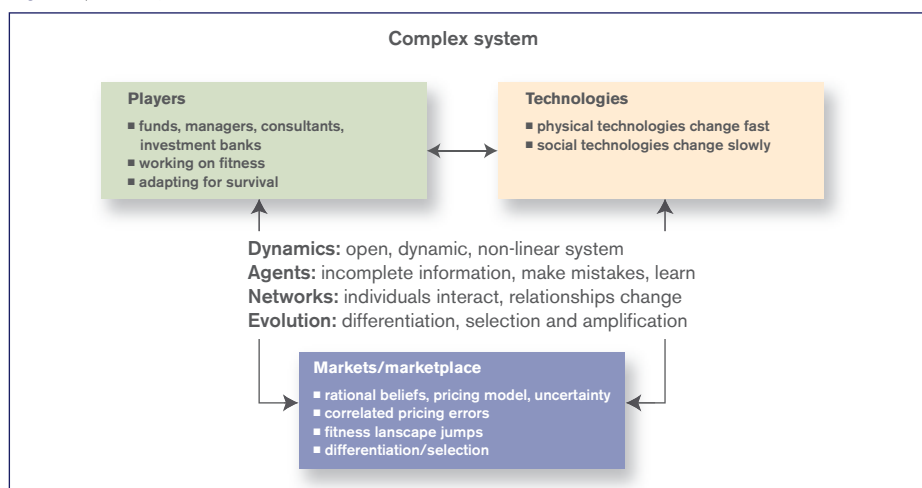 Complex system
Players
▪ funds, managers, consultants,
investment banks
▪ working on fitness
▪ adapting for survival
Technologies
▪ physical technologies change fast
▪ social technologies change slowly
Dynamics: open, dynamic, non-linear system
Agents: incomplete information, make mistakes, learn
Networks: individuals interact, relationships change
Evolution: differentiation, selection and amplification
Markets/marketplace
▪ rational beliefs, pricing model, uncertainty
▪ correlated pricing errors
▪ fitness lanscape jumps
▪ differentiation/selection